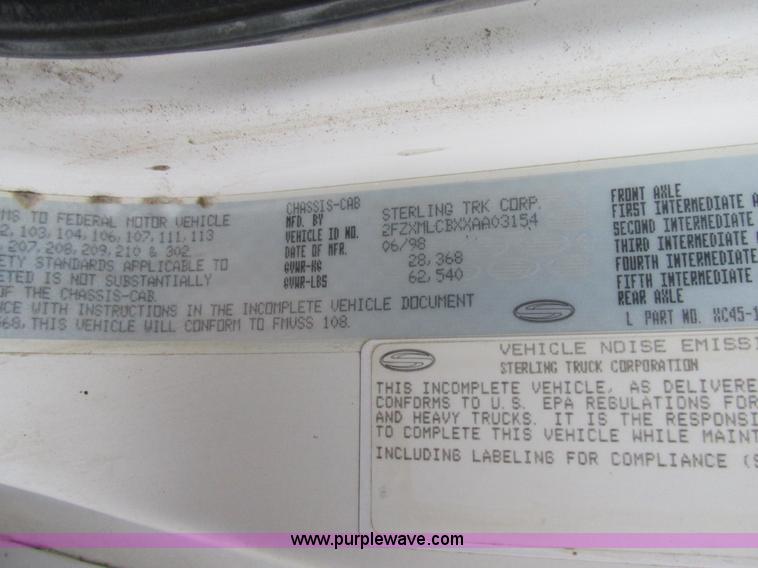 MS TO FEDERAL MOTOR VEHICLE
2, 103, 104, 106, 107, 111, 113
, 207, 208, 209, 210 & 302
ETY STANDARDS APPLICABLE TO
ETED IS NOT SUBSTANTIALLY
OF THE CHASSIS-CAB.
NCE WITH INSTRUCTIONS IN THE INCOMPLETE VEHICLE DOCUMENT
568, THIS VEHICLE WILL CONFORM TO FMVSS 108.
CHASSIS-CAB
MFD. BY STERLING TRK CORP.
VEHICLE ID NO. 2FZXMLCBXXAA03154
DATE OF MFR. 06/98
GVWR-KG 28,368
GVWR-LBS 62,540
FRONT AXLE
FIRST INTERMEDIATE A
SECOND INTERMEDIATE
THIRD INTERMEDIATE
FOURTH INTERMEDIATE
FIFTH INTERMEDIATE
REAR AXLE
L PART NO. XC45-1
VEHICLE NOISE EMISSI
STERLING TRUCK CORPORATION
THIS INCOMPLETE VEHICLE, AS DELIVERE
CONFORMS TO U.S. EPA REGULATIONS FOR
AND HEAVY TRUCKS. IT IS THE RESPONSI
TO COMPLETE THIS VEHICLE WHILE MAINT
INCLUDING LABELING FOR COMPLIANCE (S
www.purplewave.com